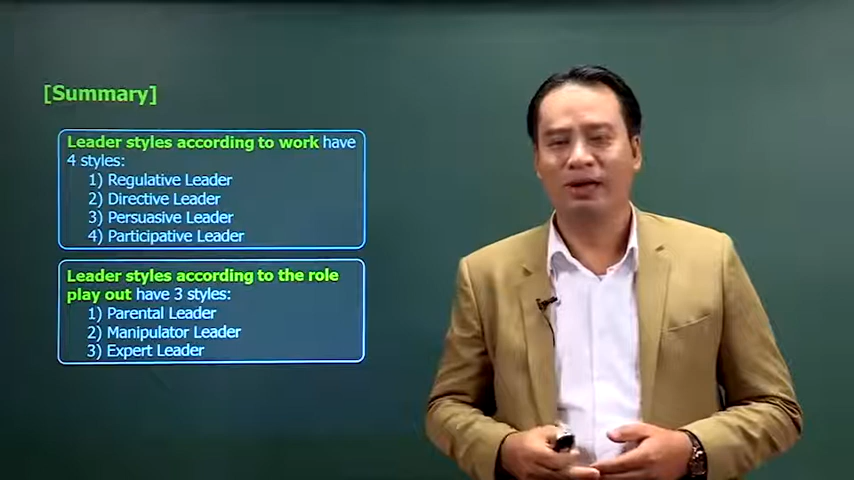 [Summary]
Leader styles according to work have
4 styles:
1) Regulative Leader
2) Directive Leader
3) Persuasive Leader
4) Participative Leader
Leader styles according to the role
play out have 3 styles:
1) Parental Leader
2) Manipulator Leader
3) Expert Leader